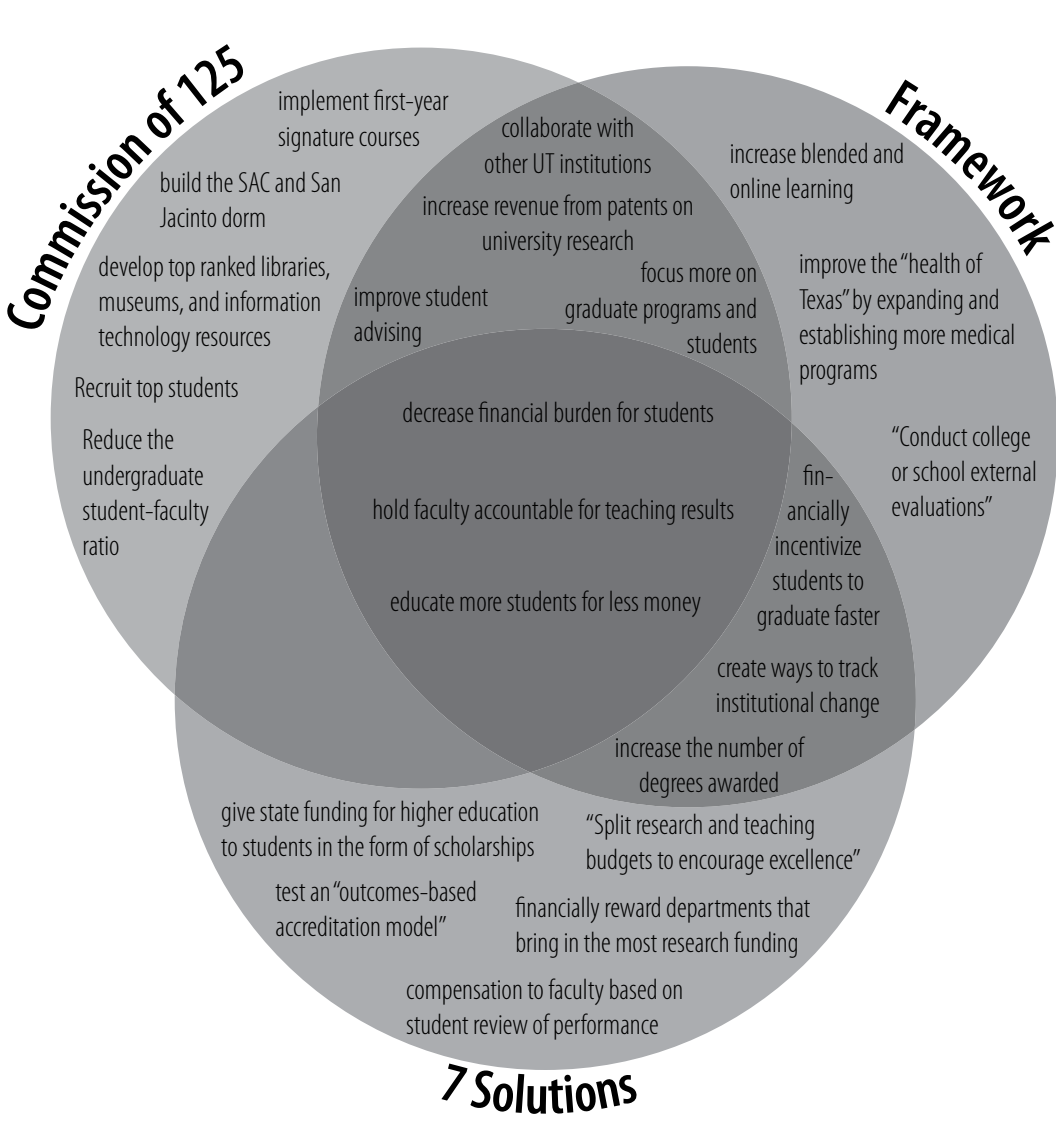 Commission of 125
Framework
implement first-year
signature courses
build the SAC and San
Jacinto dorm
develop top ranked libraries,
museums, and information
technology resources
Recruit top students
Reduce the
undergraduate
student-faculty
ratio
collaborate with
other UT institutions
increase revenue from patents on
university research
improve student
advising
focus more on
graduate programs and
students
increase blended and
online learning
improve the “health of
Texas” by expanding and
establishing more medical
programs
“Conduct college
or school external
evaluations”
decrease financial burden for students
hold faculty accountable for teaching results
educate more students for less money
fin-
ancially
incentivize
students to
graduate faster
create ways to track
institutional change
increase the number of
degrees awarded
give state funding for higher education
to students in the form of scholarships
“Split research and teaching
budgets to encourage excellence”
test an “outcomes-based
accreditation model”
financially reward departments that
bring in the most research funding
compensation to faculty based on
student review of performance
7 Solutions